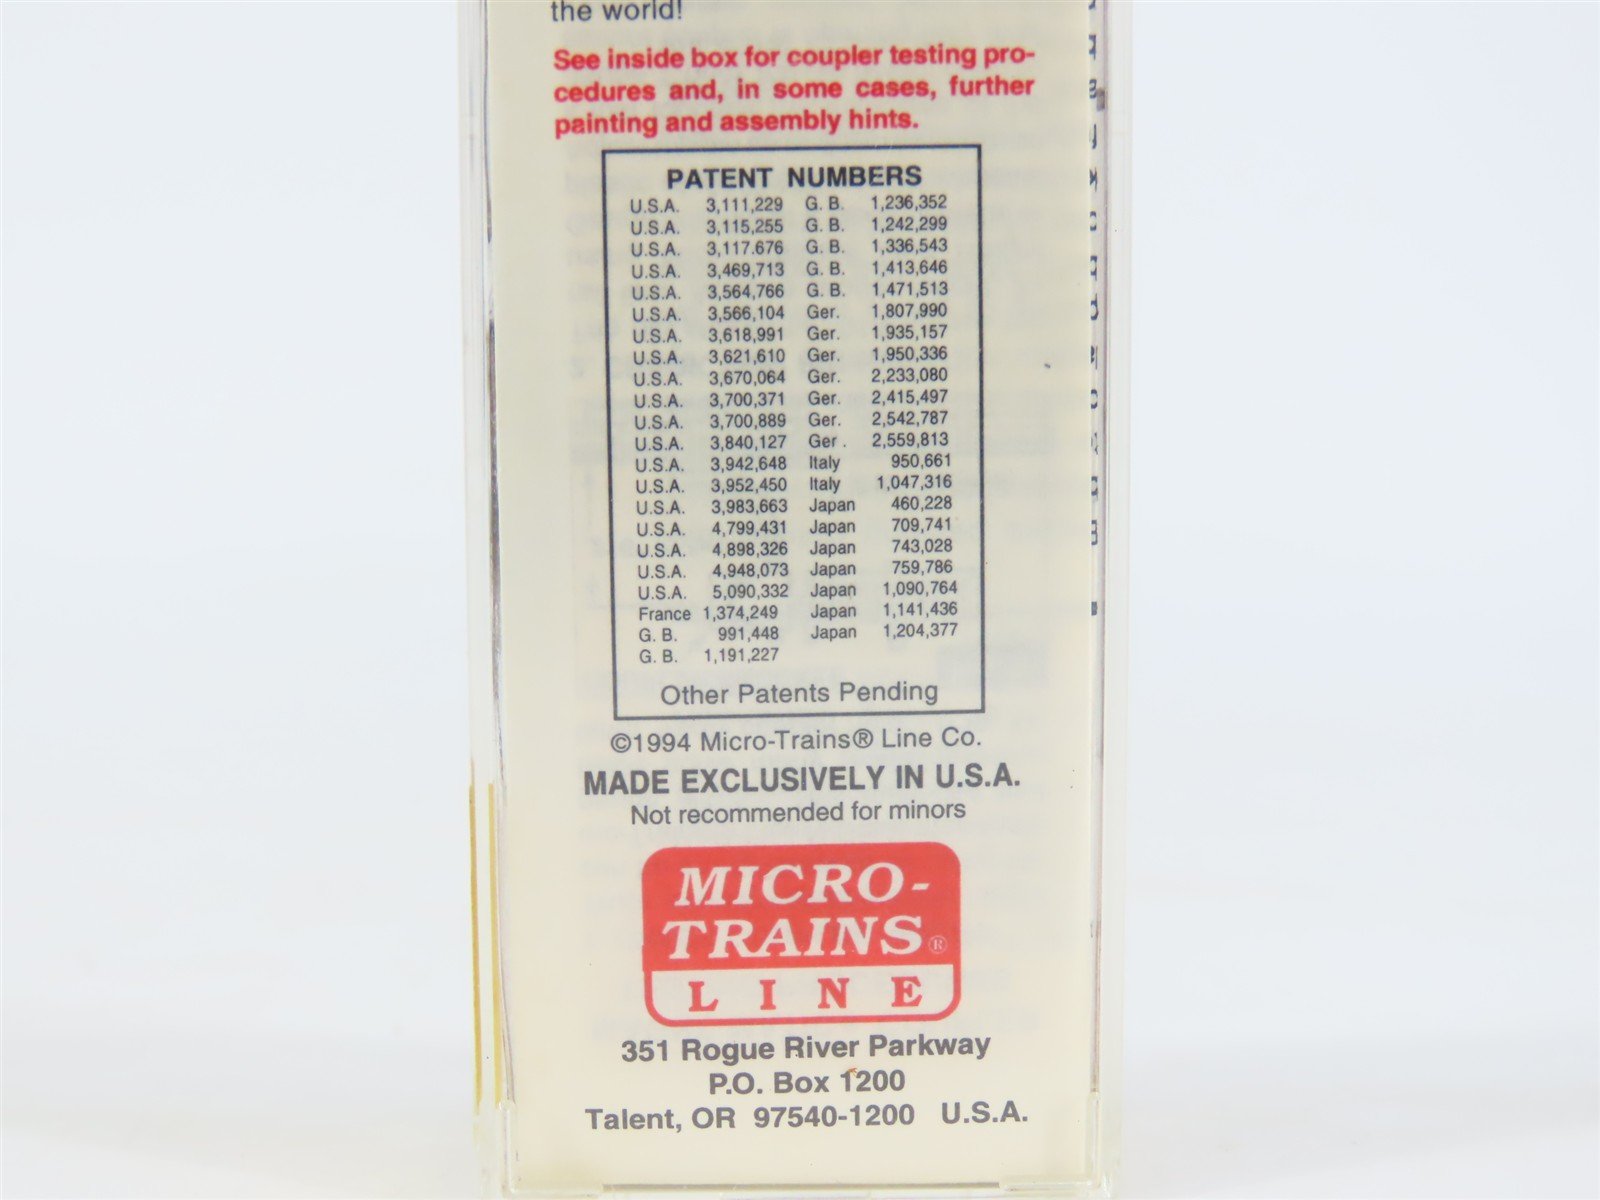 the world!
See inside box for coupler testing pro-
cedures and, in some cases, further
painting and assembly hints.
PATENT NUMBERS
U.S.A. 3,111,229 G. B. 1,236,352
U.S.A. 3,115,255 G. B. 1,242,299
U.S.A. 3,117.676 G. B. 1,336,543
U.S.A. 3,469,713 G. B. 1,413,646
U.S.A. 3,564,766 G. B. 1,471,513
U.S.A. 3,566,104 Ger. 1,807,990
U.S.A. 3,618,991 Ger. 1,935,157
U.S.A. 3,621,610 Ger. 1,950,336
U.S.A. 3,670,064 Ger. 2,233,080
U.S.A. 3,700,371 Ger. 2,415,497
U.S.A. 3,700,889 Ger. 2,542,787
U.S.A. 3,840,127 Ger . 2,559,813
U.S.A. 3,942,648 Italy 950,661
U.S.A. 3,952,450 Italy 1,047,316
U.S.A. 3,983,663 Japan 460,228
U.S.A. 4,799,431 Japan 709,741
U.S.A. 4,898,326 Japan 743,028
U.S.A. 4,948,073 Japan 759,786
U.S.A. 5,090,332 Japan 1,090,764
France 1,374,249 Japan 1,141,436
G. B. 991,448 Japan 1,204,377
G. B. 1,191,227
Other Patents Pending
©1994 Micro-Trains® Line Co.
MADE EXCLUSIVELY IN U.S.A.
Not recommended for minors
MICRO-
TRAINS®
LINE
351 Rogue River Parkway
P.O. Box 1200
Talent, OR 97540-1200 U.S.A.